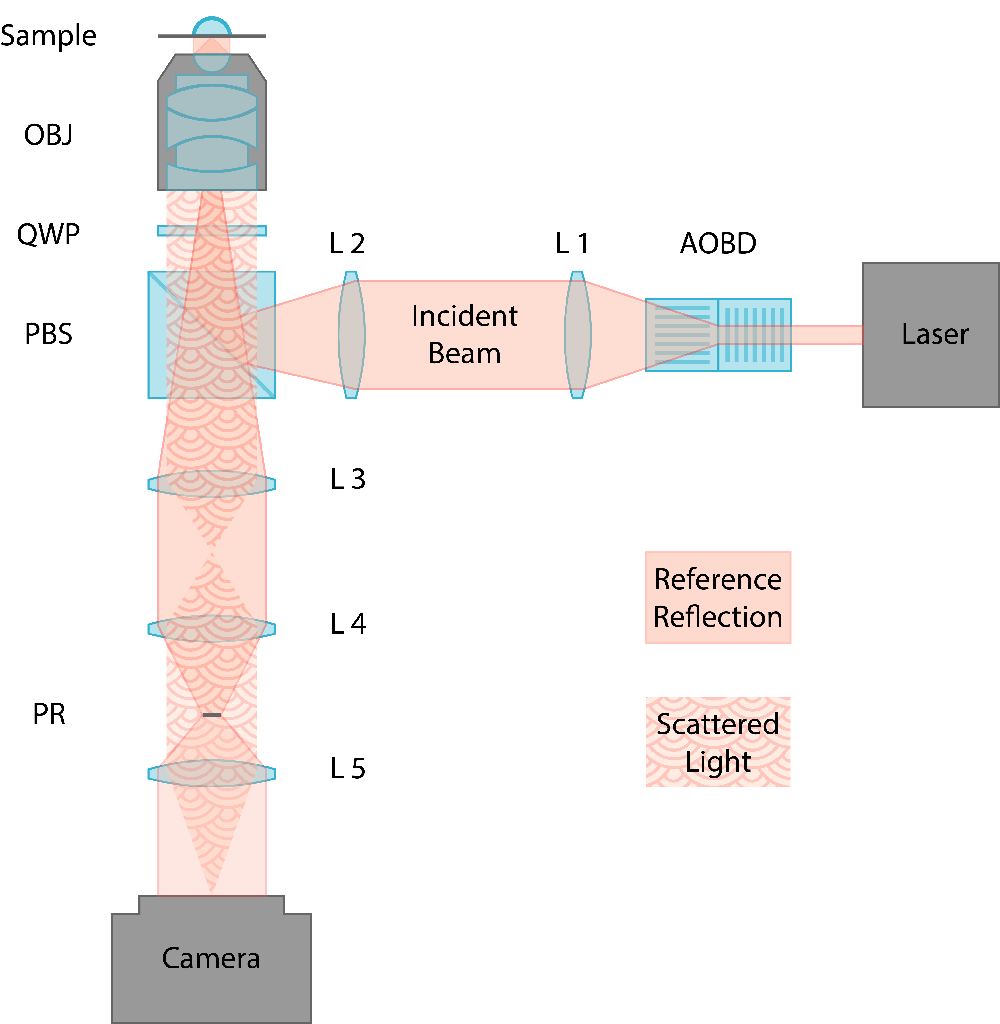 Sample
OBJ
QWP
L 2
L 1
AOBD
PBS
Incident
Beam
Laser
L 3
Reference
Reflection
L 4
PR
Scattered
Light
L 5
Camera